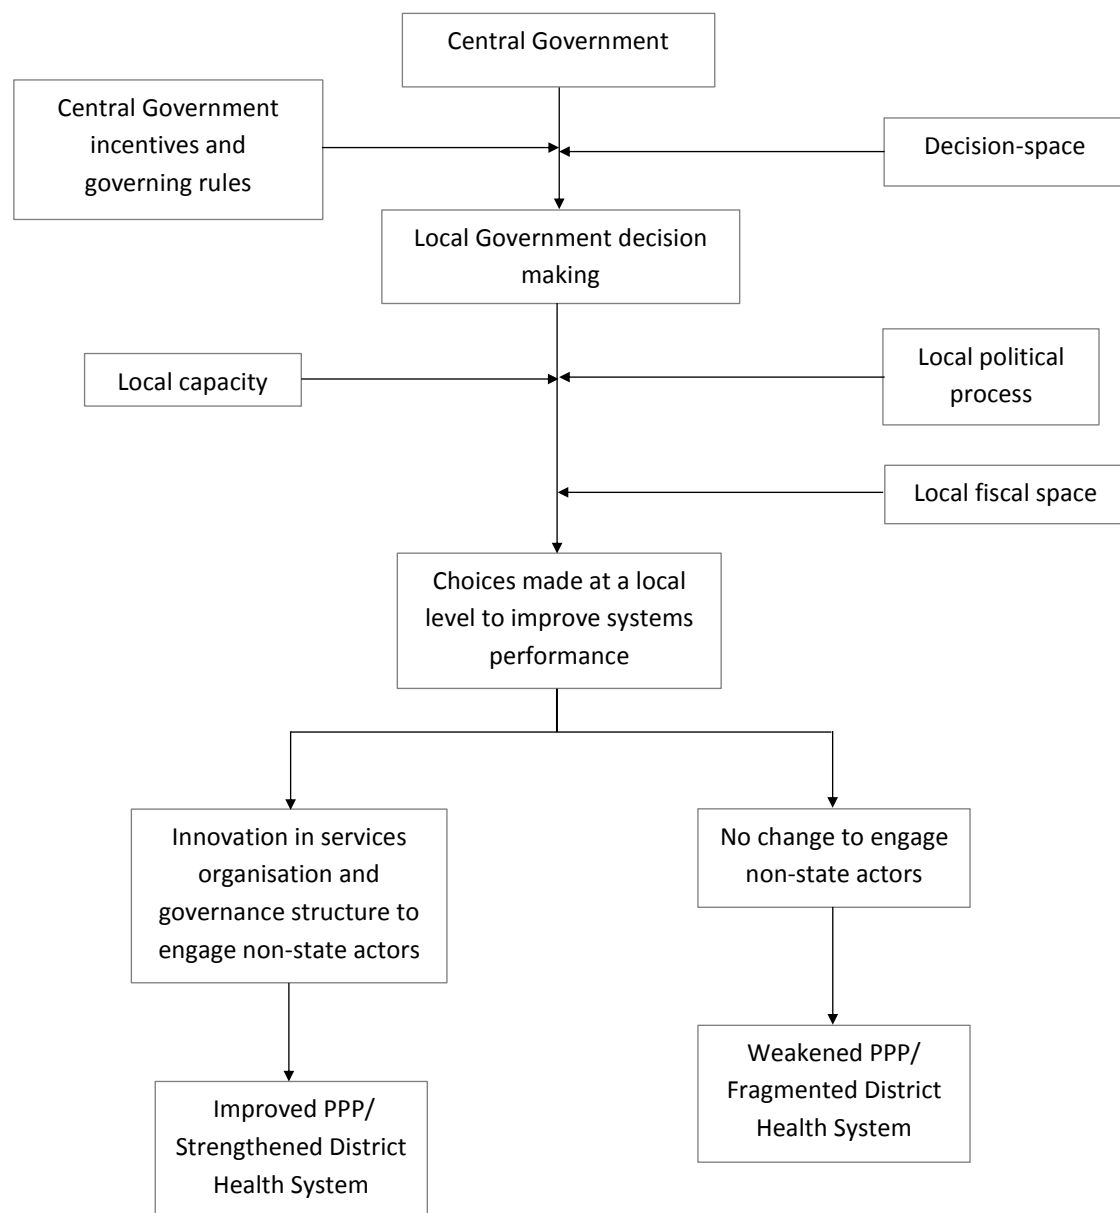 Central Government
Central Government
incentives and
governing rules
Decision-space
Local Government decision
making
Local capacity
Local political
process
Local fiscal space
Choices made at a local
level to improve systems
performance
Innovation in services
organisation and
governance structure to
engage non-state actors
No change to engage
non-state actors
Improved PPP/
Strengthened District
Health System
Weakened PPP/
Fragmented District
Health System